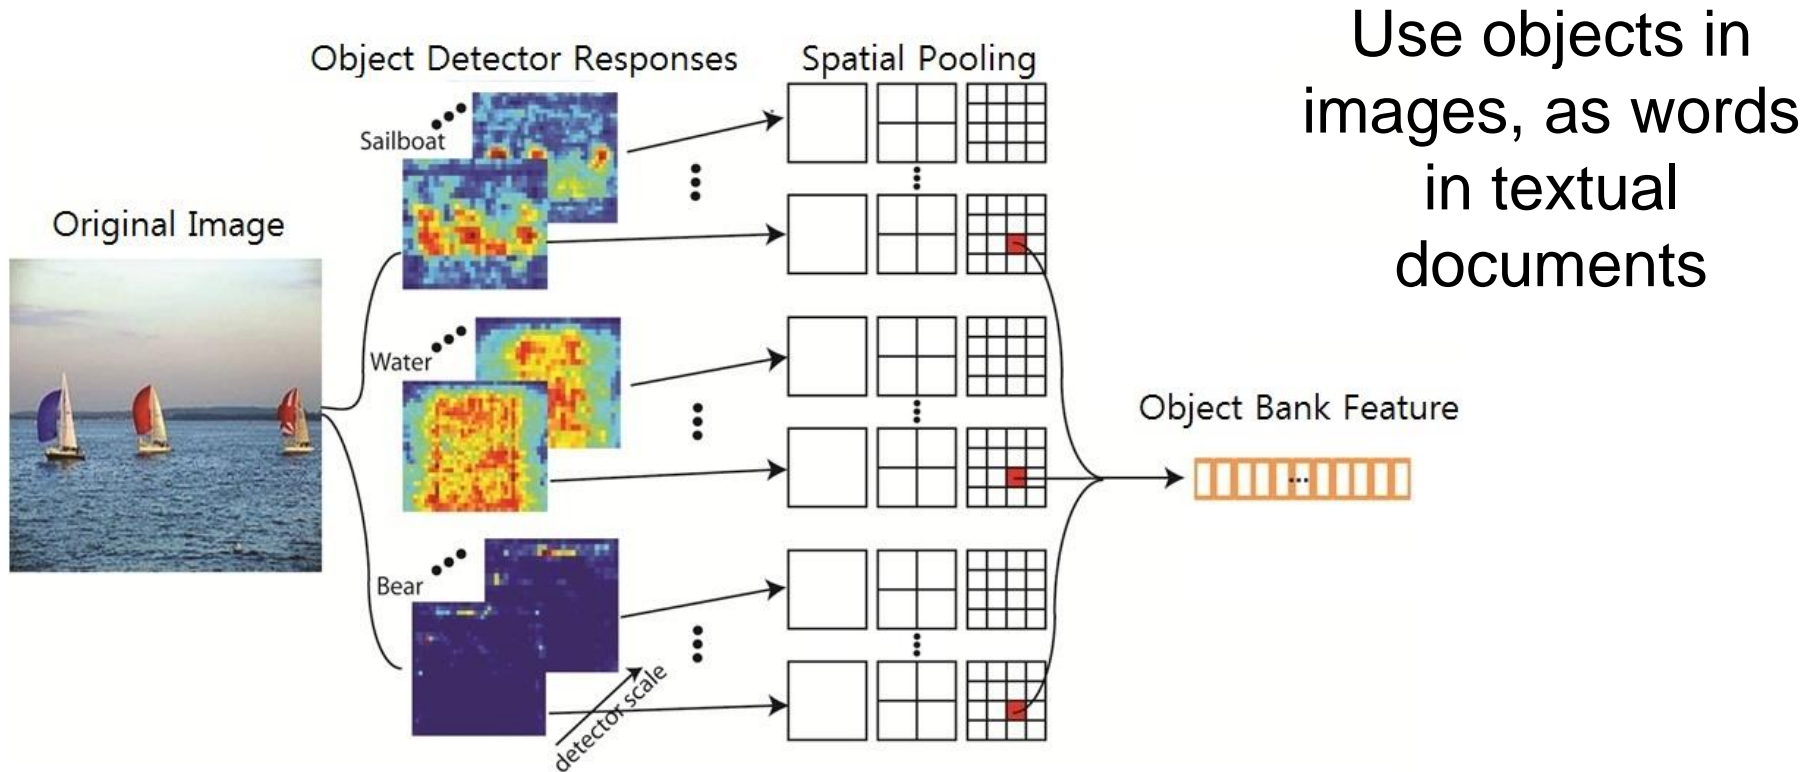 Object Detector Responses
Spatial Pooling
Use objects in
images, as words
in textual
documents
Original Image
Sailboat
Water
Bear
detector scale
Object Bank Feature